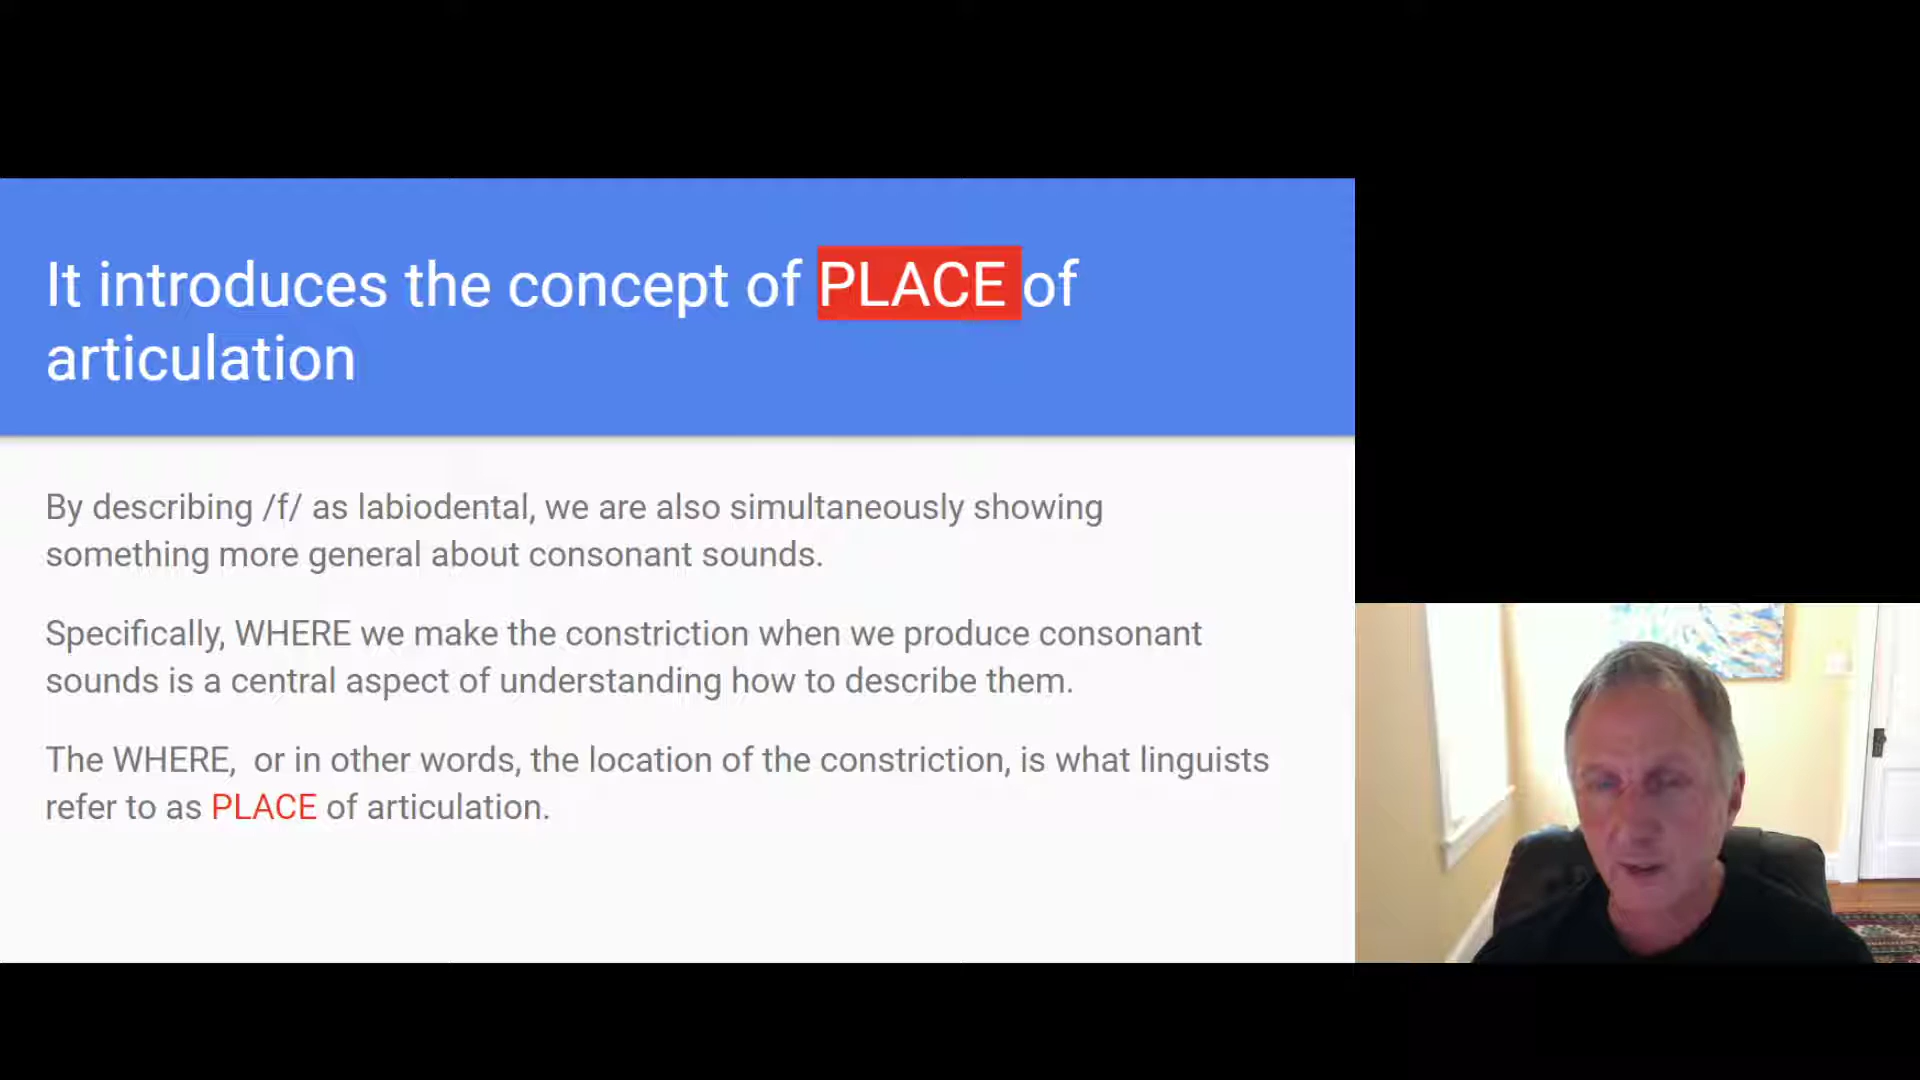 It introduces the concept of PLACE of
articulation
By describing /f/ as labiodental, we are also simultaneously showing
something more general about consonant sounds.
Specifically, WHERE we make the constriction when we produce consonant
sounds is a central aspect of understanding how to describe them.
The WHERE,  or in other words, the location of the constriction, is what linguists
refer to as PLACE of articulation.